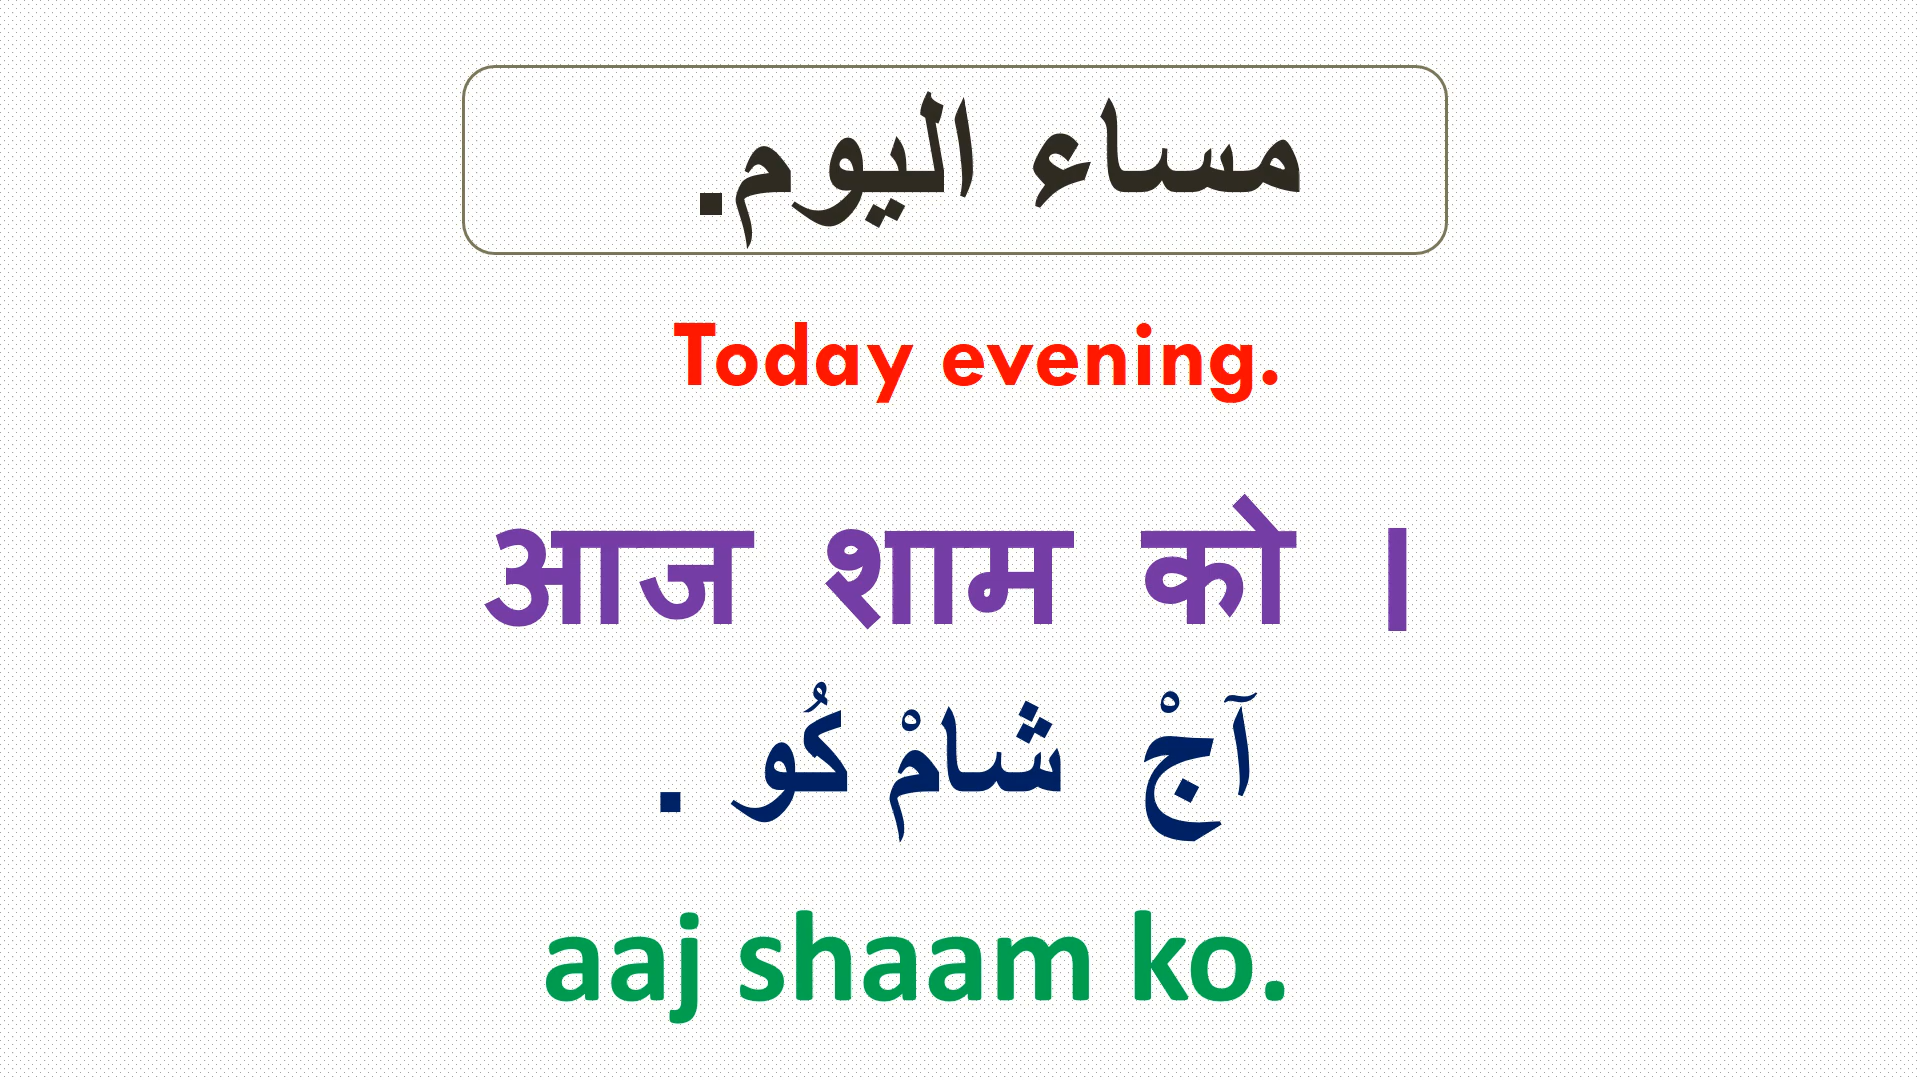 مساء اليوم.
Today evening.
आज शाम को ।
آجْ شامْ كُو .
aaj shaam ko.